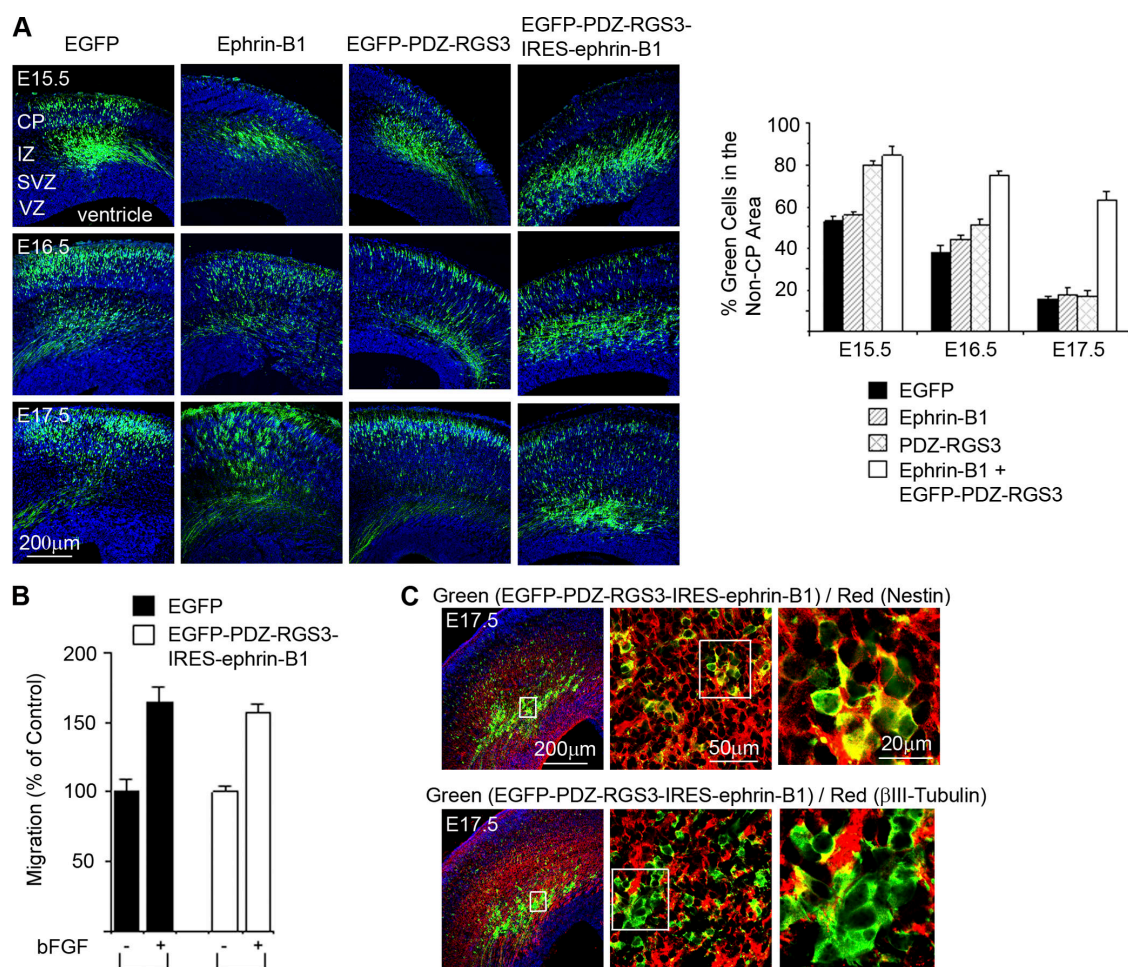 A
EGFP
Ephrin-B1
EGFP-PDZ-RGS3
EGFP-PDZ-RGS3-
IRES-ephrin-B1
E15.5
CP
IZ
SVZ
VZ
ventricle
E16.5
E17.5
200μm
% Green Cells in the
Non-CP Area
100
80
60
40
20
E15.5
E16.5
E17.5
EGFP
Ephrin-B1
PDZ-RGS3
Ephrin-B1 +
EGFP-PDZ-RGS3
B
EGFP
EGFP-PDZ-RGS3-
IRES-ephrin-B1
Migration (% of Control)
200
150
100
50
bFGF
- + - +
C
Green (EGFP-PDZ-RGS3-IRES-ephrin-B1) / Red (Nestin)
E17.5
200μm
50μm
20μm
Green (EGFP-PDZ-RGS3-IRES-ephrin-B1) / Red (βIII-Tubulin)
E17.5